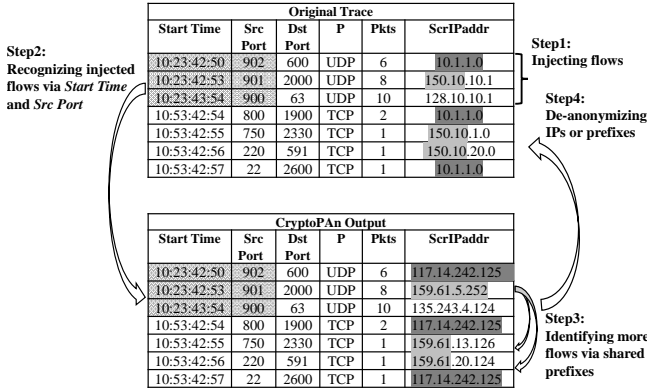 Original Trace
Start Time Src Port Dst Port P Pkts ScrIPaddr
10:23:42:50 902 600 UDP 6 10.1.1.0
10:23:42:53 901 2000 UDP 8 150.10.10.1
10:23:43:54 900 63 UDP 10 128.10.10.1
10:53:42:54 800 1900 TCP 2 10.1.1.0
10:53:42:55 750 2330 TCP 1 150.10.1.0
10:53:42:56 220 591 TCP 1 150.10.20.0
10:53:42:57 22 2600 TCP 1 10.1.1.0
Step1:
Injecting flows
Step2:
Recognizing injected
flows via Start Time
and Src Port
Step4:
De-anonymizing
IPs or prefixes
CryptoPAn Output
Start Time Src Port Dst Port P Pkts ScrIPaddr
10:23:42:50 902 600 UDP 6 117.14.242.125
10:23:42:53 901 2000 UDP 8 159.61.5.252
10:23:43:54 900 63 UDP 10 135.243.4.124
10:53:42:54 800 1900 TCP 2 117.14.242.125
10:53:42:55 750 2330 TCP 1 159.61.13.126
10:53:42:56 220 591 TCP 1 159.61.20.124
10:53:42:57 22 2600 TCP 1 117.14.242.125
Step3:
Identifying more
flows via shared
prefixes